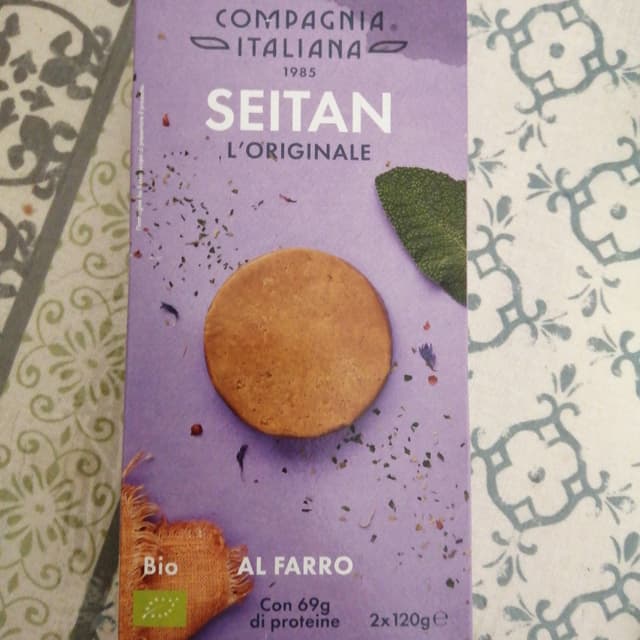 COMPAGNIA
ITALIANA
1985
SEITAN
L'ORIGINALE
Bio
AL FARRO
Con 69g
di proteine
2x120g℮